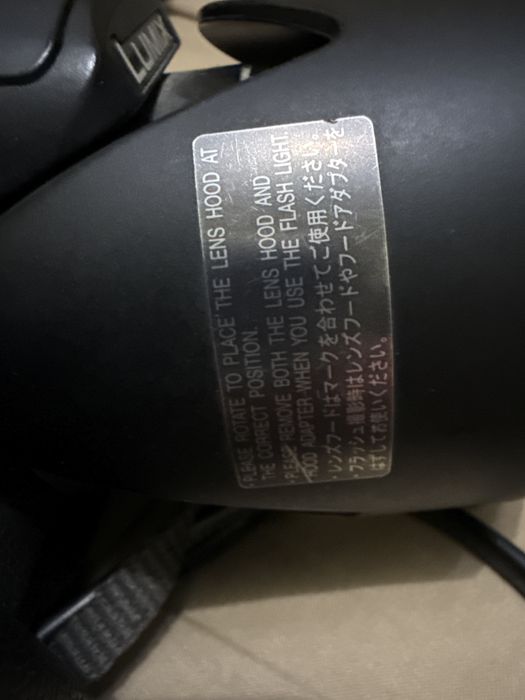 LUMIX
·PLEASE ROTATE TO PLACE THE LENS HOOD AT
THE CORRECT POSITION.
·PLEASE REMOVE BOTH THE LENS HOOD AND
HOOD ADAPTER WHEN YOU USE THE FLASH LIGHT.
·レンズフードはマークを合わせてご使用ください。
·フラッシュ撮影時はレンズフードやフードアダプターを
はずしてお使いください。